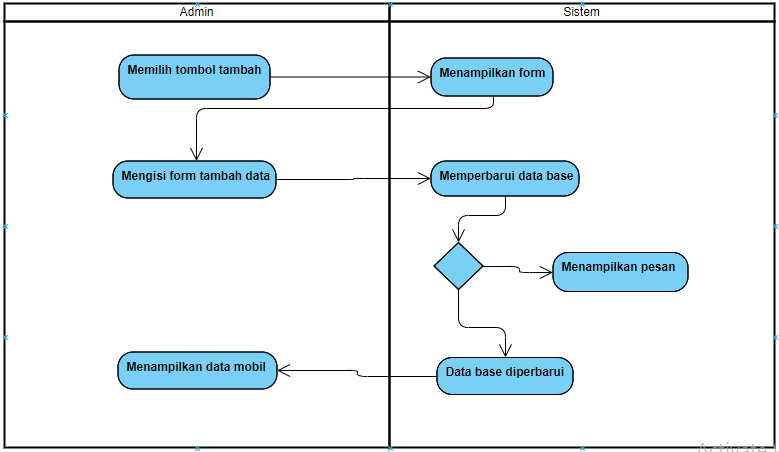 Admin
Sistem
Memilih tombol tambah
Menampilkan form
Mengisi form tambah data
Memperbarui data base
Menampilkan pesan
Menampilkan data mobil
Data base diperbarui
Activate